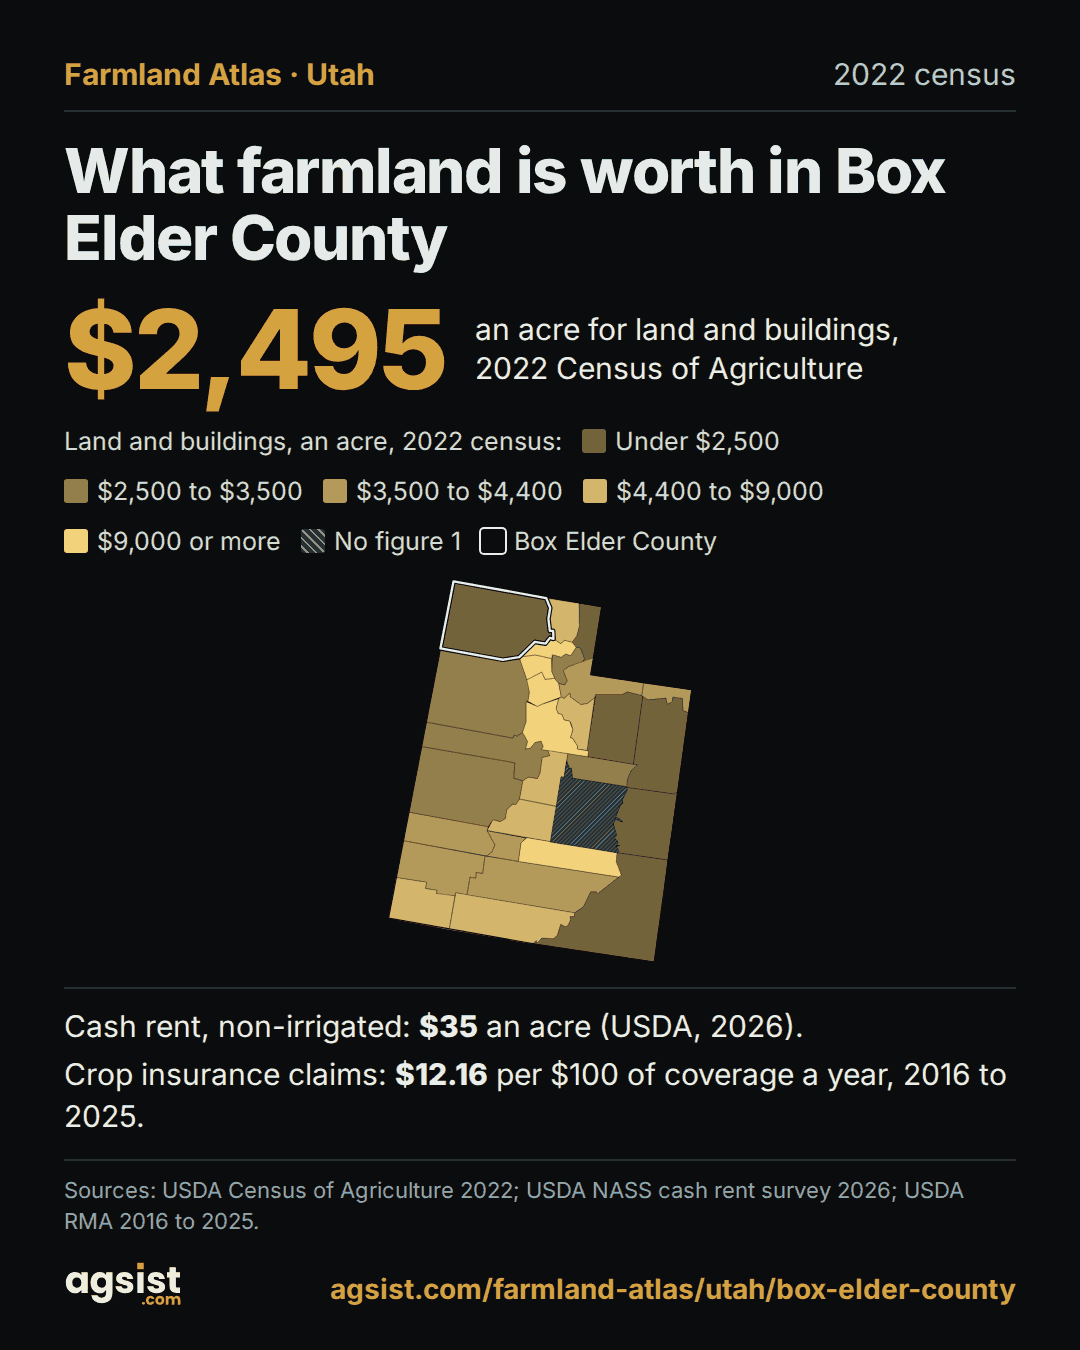 Farmland Atlas · Utah
2022 census
What farmland is worth in Box
Elder County
$2,495
an acre for land and buildings,
2022 Census of Agriculture
Land and buildings, an acre, 2022 census: Under $2,500
$2,500 to $3,500 $3,500 to $4,400 $4,400 to $9,000
$9,000 or more No figure 1 Box Elder County
Cash rent, non-irrigated: $35 an acre (USDA, 2026).
Crop insurance claims: $12.16 per $100 of coverage a year, 2016 to
2025.
Sources: USDA Census of Agriculture 2022; USDA NASS cash rent survey 2026; USDA
RMA 2016 to 2025.
agsist
.com
agsist.com/farmland-atlas/utah/box-elder-county